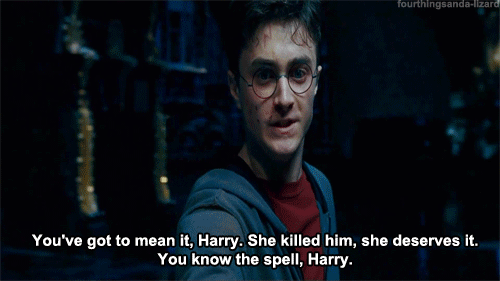 fourthingsanda-lizard
You've got to mean it, Harry. She killed him, she deserves it.
You know the spell, Harry.